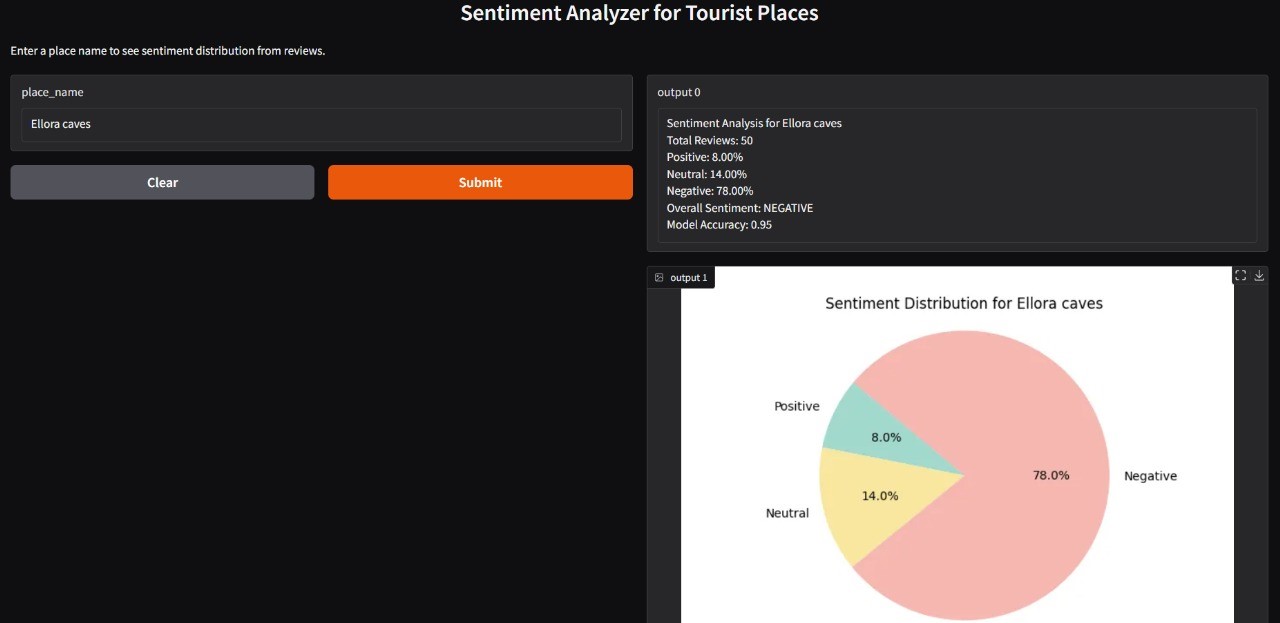 Sentiment Analyzer for Tourist Places
Enter a place name to see sentiment distribution from reviews.
place_name
Ellora caves
Clear
Submit
output 0
Sentiment Analysis for Ellora caves
Total Reviews: 50
Positive: 8.00%
Neutral: 14.00%
Negative: 78.00%
Overall Sentiment: NEGATIVE
Model Accuracy: 0.95
output 1
Sentiment Distribution for Ellora caves
Positive
8.0%
78.0%
Negative
14.0%
Neutral